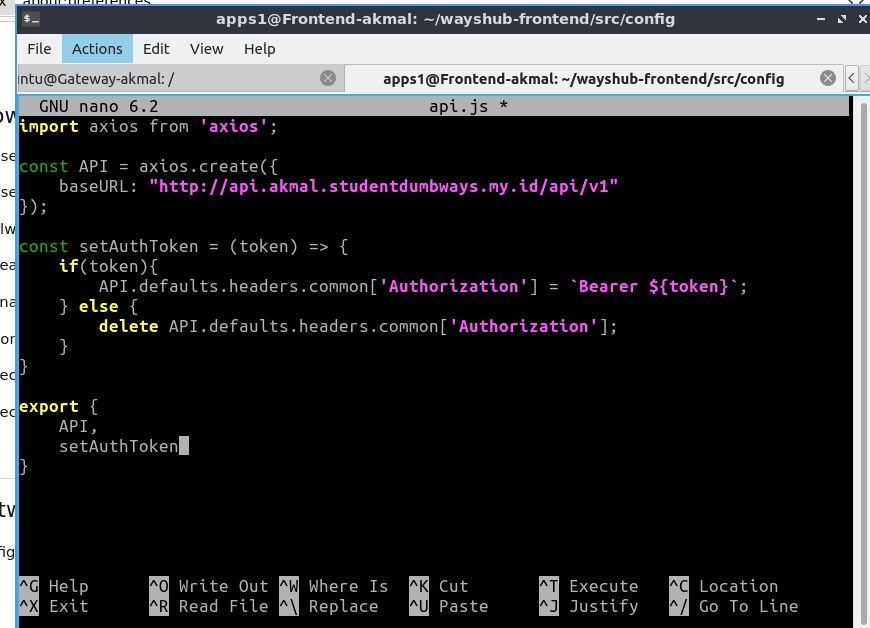 about:preferences
apps1@Frontend-akmal: ~/wayshub-frontend/src/config
File Actions Edit View Help
ntu@Gateway-akmal: /
apps1@Frontend-akmal: ~/wayshub-frontend/src/config
GNU nano 6.2 api.js *
import axios from 'axios';
const API = axios.create({
    baseURL: "http://api.akmal.studentdumbways.my.id/api/v1"
});
const setAuthToken = (token) => {
    if(token){
        API.defaults.headers.common['Authorization'] = `Bearer ${token}`;
    } else {
        delete API.defaults.headers.common['Authorization'];
    }
}
export {
    API,
    setAuthToken
}
^G Help ^O Write Out ^W Where Is ^K Cut ^T Execute ^C Location
^X Exit ^R Read File ^\ Replace ^U Paste ^J Justify ^/ Go To Line